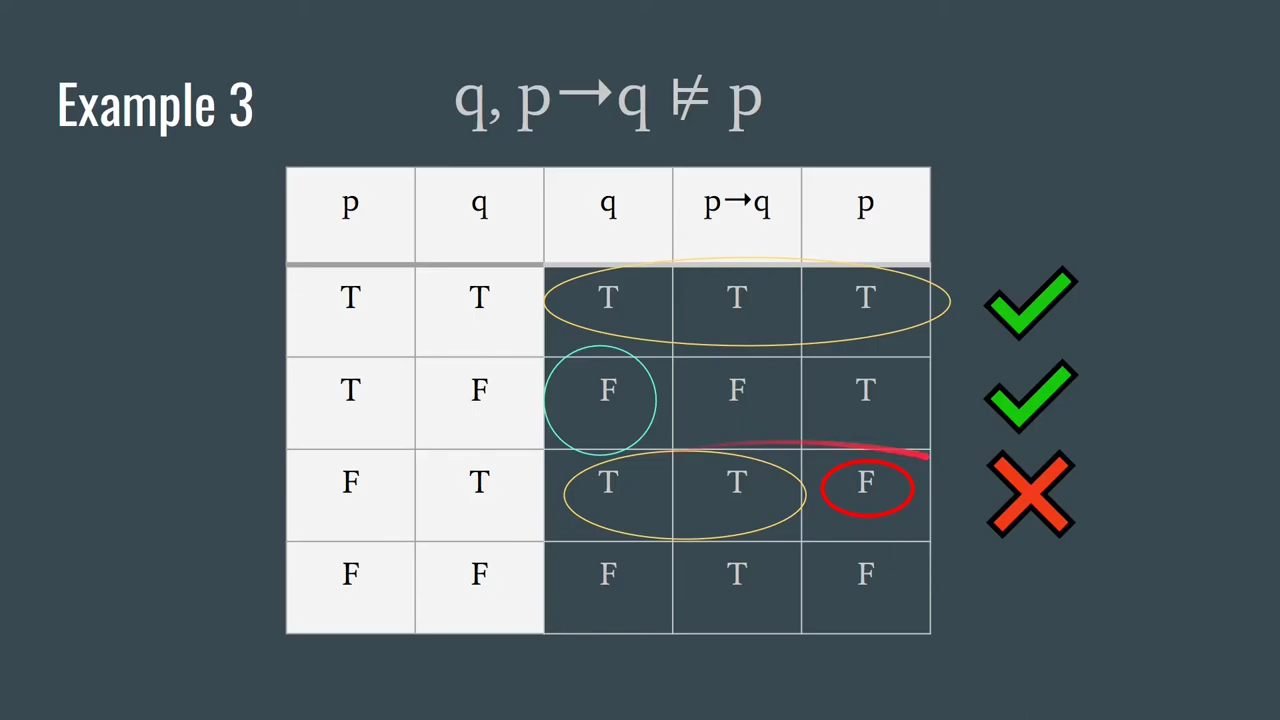 Example 3
q, p→q ⊭ p
p q q p→q p
T T T T T
T F F F T
F T T T F
F F F T F